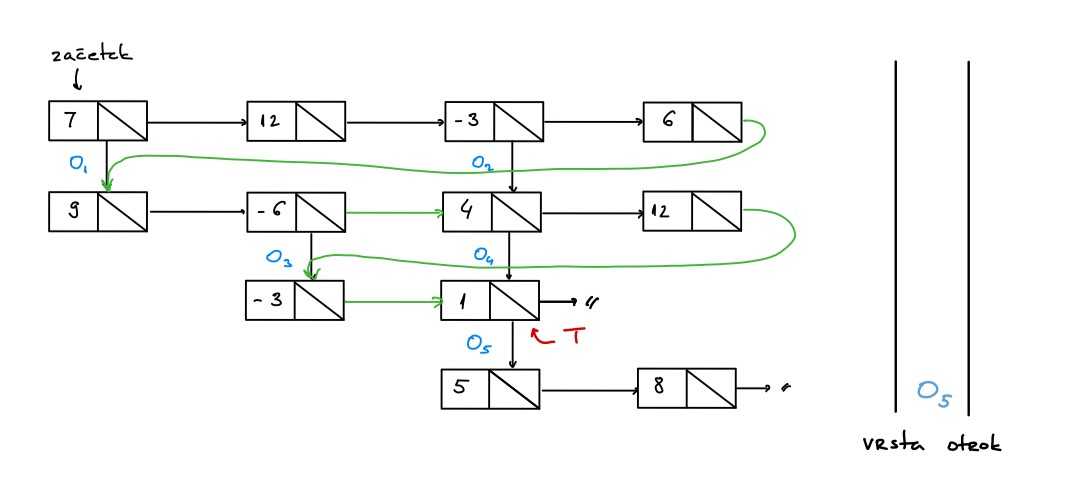 začetek
7 12 -3 6
O₁ O₂
9 -6 4 12
O₃ O₄
-3 1 "
O₅ T
5 8 "
O₅
vrsta otrok